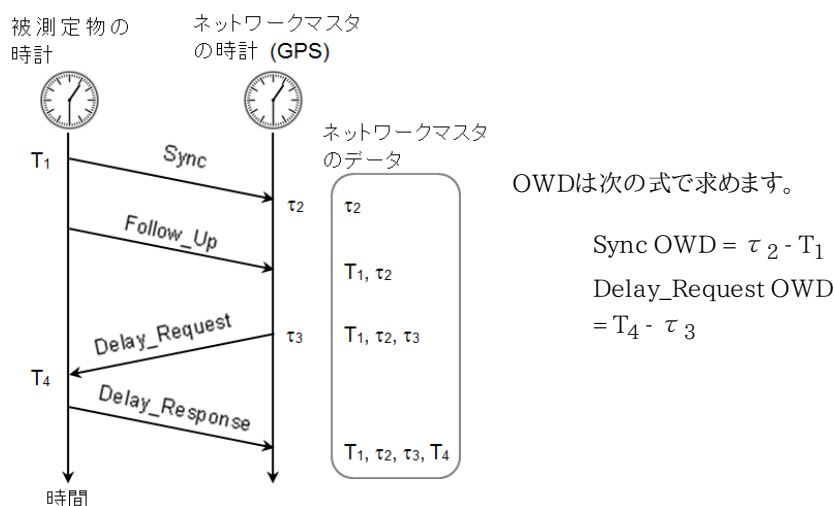 被測定物の
時計
ネットワークマスタ
の時計 (GPS)
ネットワークマスタ
のデータ
T1
Sync
τ2
τ2
Follow_Up
T1, τ2
Delay_Request
τ3
T1, τ2, τ3
T4
Delay_Response
T1, τ2, τ3, T4
時間
OWDは次の式で求めます。
Sync OWD = τ 2 - T1
Delay_Request OWD
= T4 - τ 3